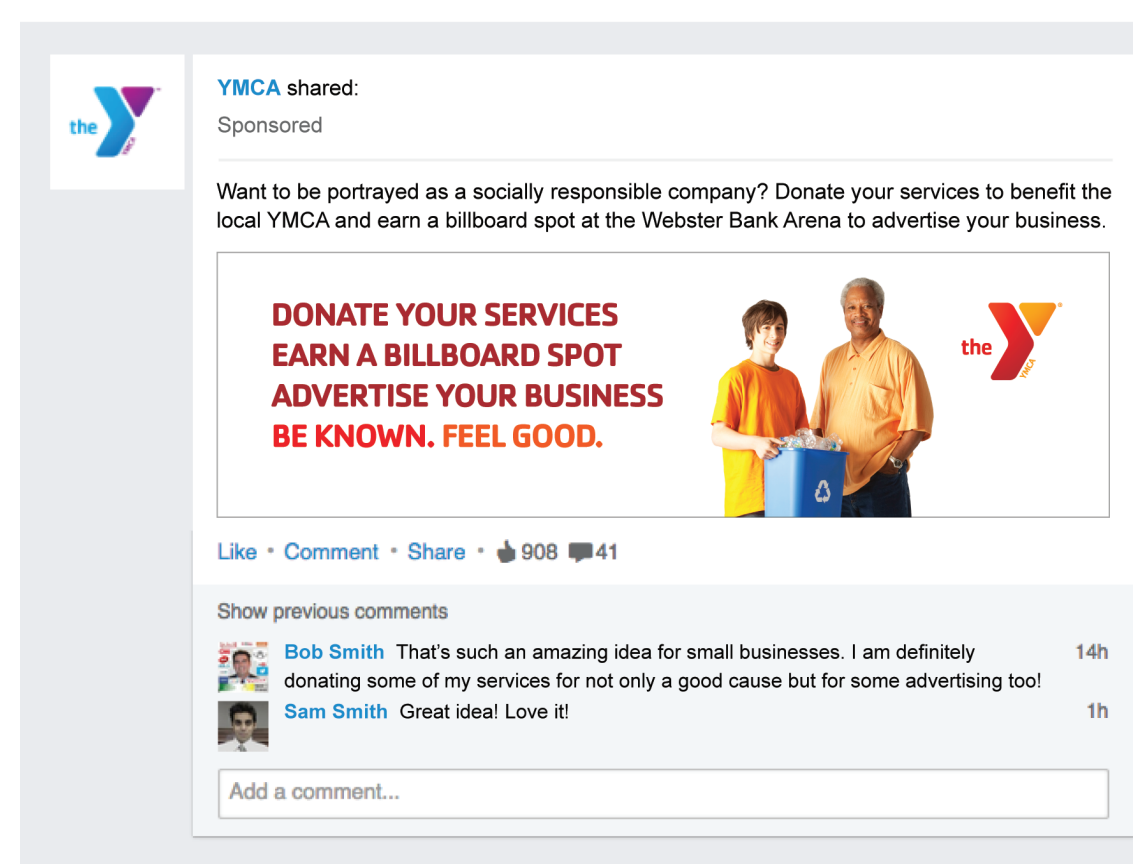 the
YMCA
YMCA shared:
Sponsored
Want to be portrayed as a socially responsible company? Donate your services to benefit the
local YMCA and earn a billboard spot at the Webster Bank Arena to advertise your business.
DONATE YOUR SERVICES
EARN A BILLBOARD SPOT
ADVERTISE YOUR BUSINESS
BE KNOWN. FEEL GOOD.
the
YMCA
Like • Comment • Share • 908 41
Show previous comments
Bob Smith That's such an amazing idea for small businesses. I am definitely 14h
donating some of my services for not only a good cause but for some advertising too!
Sam Smith Great idea! Love it! 1h
Add a comment...